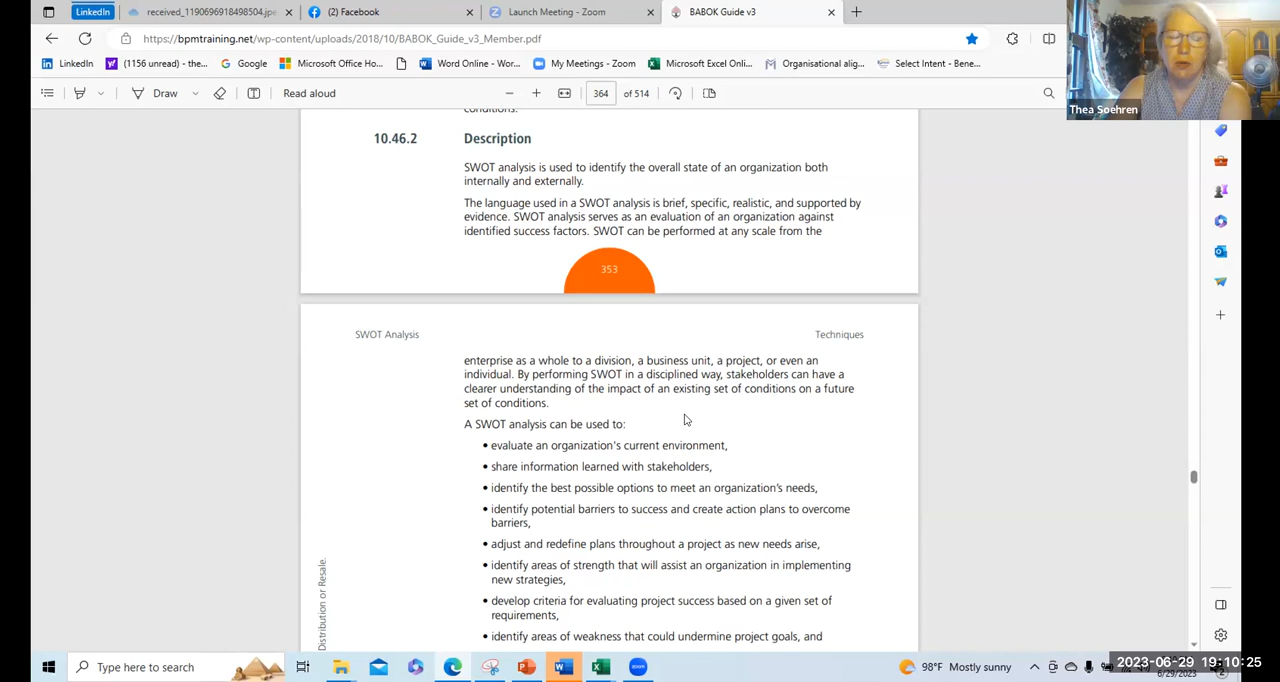 LinkedIn
received_1190696918498504.jpe
(2) Facebook
Launch Meeting - Zoom
BABOK Guide v3
https://bpmtraining.net/wp-content/uploads/2018/10/BABOK_Guide_v3_Member.pdf
LinkedIn
(1156 unread) - the...
Google
Microsoft Office Ho...
Word Online - Wor...
My Meetings - Zoom
Microsoft Excel Onli...
Organisational alig...
Select Intent - Bene...
Thea Soehren
Draw
Read aloud
364 of 514
conditions.
10.46.2 Description
SWOT analysis is used to identify the overall state of an organization both
internally and externally.
The language used in a SWOT analysis is brief, specific, realistic, and supported by
evidence. SWOT analysis serves as an evaluation of an organization against
identified success factors. SWOT can be performed at any scale from the
353
SWOT Analysis
Techniques
enterprise as a whole to a division, a business unit, a project, or even an
individual. By performing SWOT in a disciplined way, stakeholders can have a
clearer understanding of the impact of an existing set of conditions on a future
set of conditions.
A SWOT analysis can be used to:
• evaluate an organization's current environment,
• share information learned with stakeholders,
• identify the best possible options to meet an organization's needs,
• identify potential barriers to success and create action plans to overcome
barriers,
• adjust and redefine plans throughout a project as new needs arise,
• identify areas of strength that will assist an organization in implementing
new strategies,
• develop criteria for evaluating project success based on a given set of
requirements,
• identify areas of weakness that could undermine project goals, and
Distribution or Resale.
Type here to search
98°F Mostly sunny
2023-06-29 19:10:25
6/29/2023